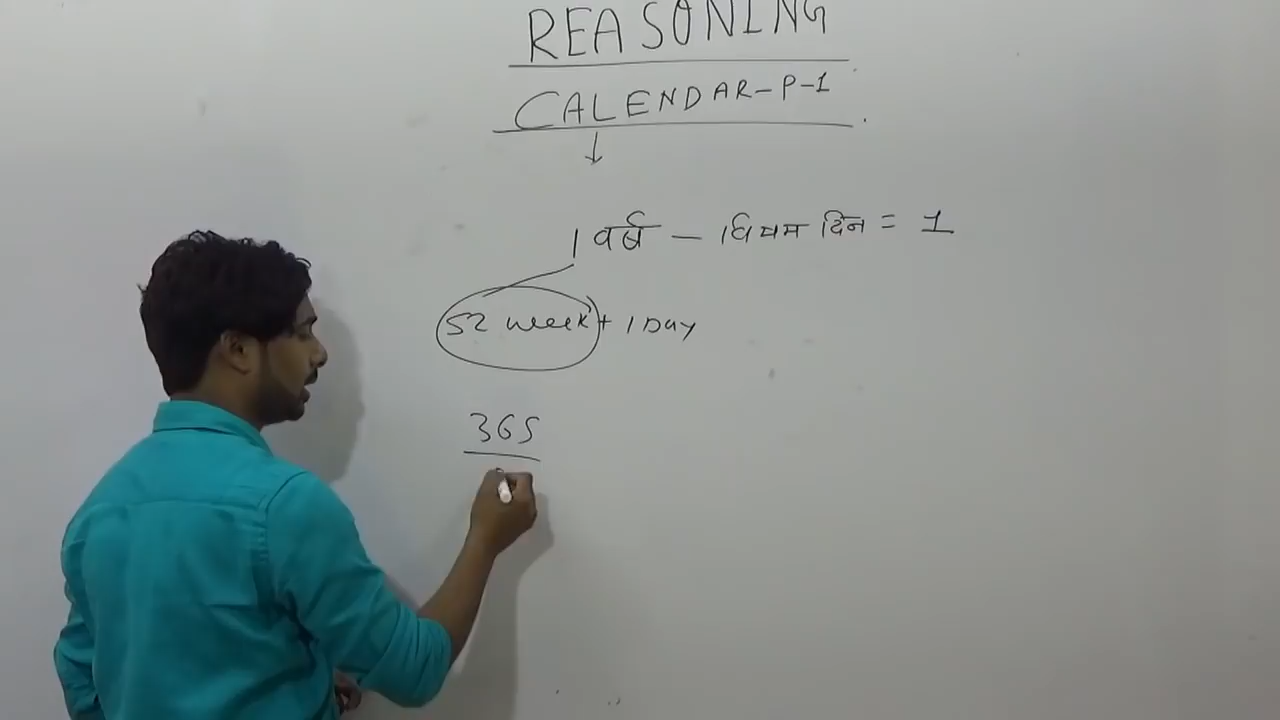 REASONING
CALENDAR-P-1
1 वर्ष - विषम दिन = 1
52 week + 1 Day
365